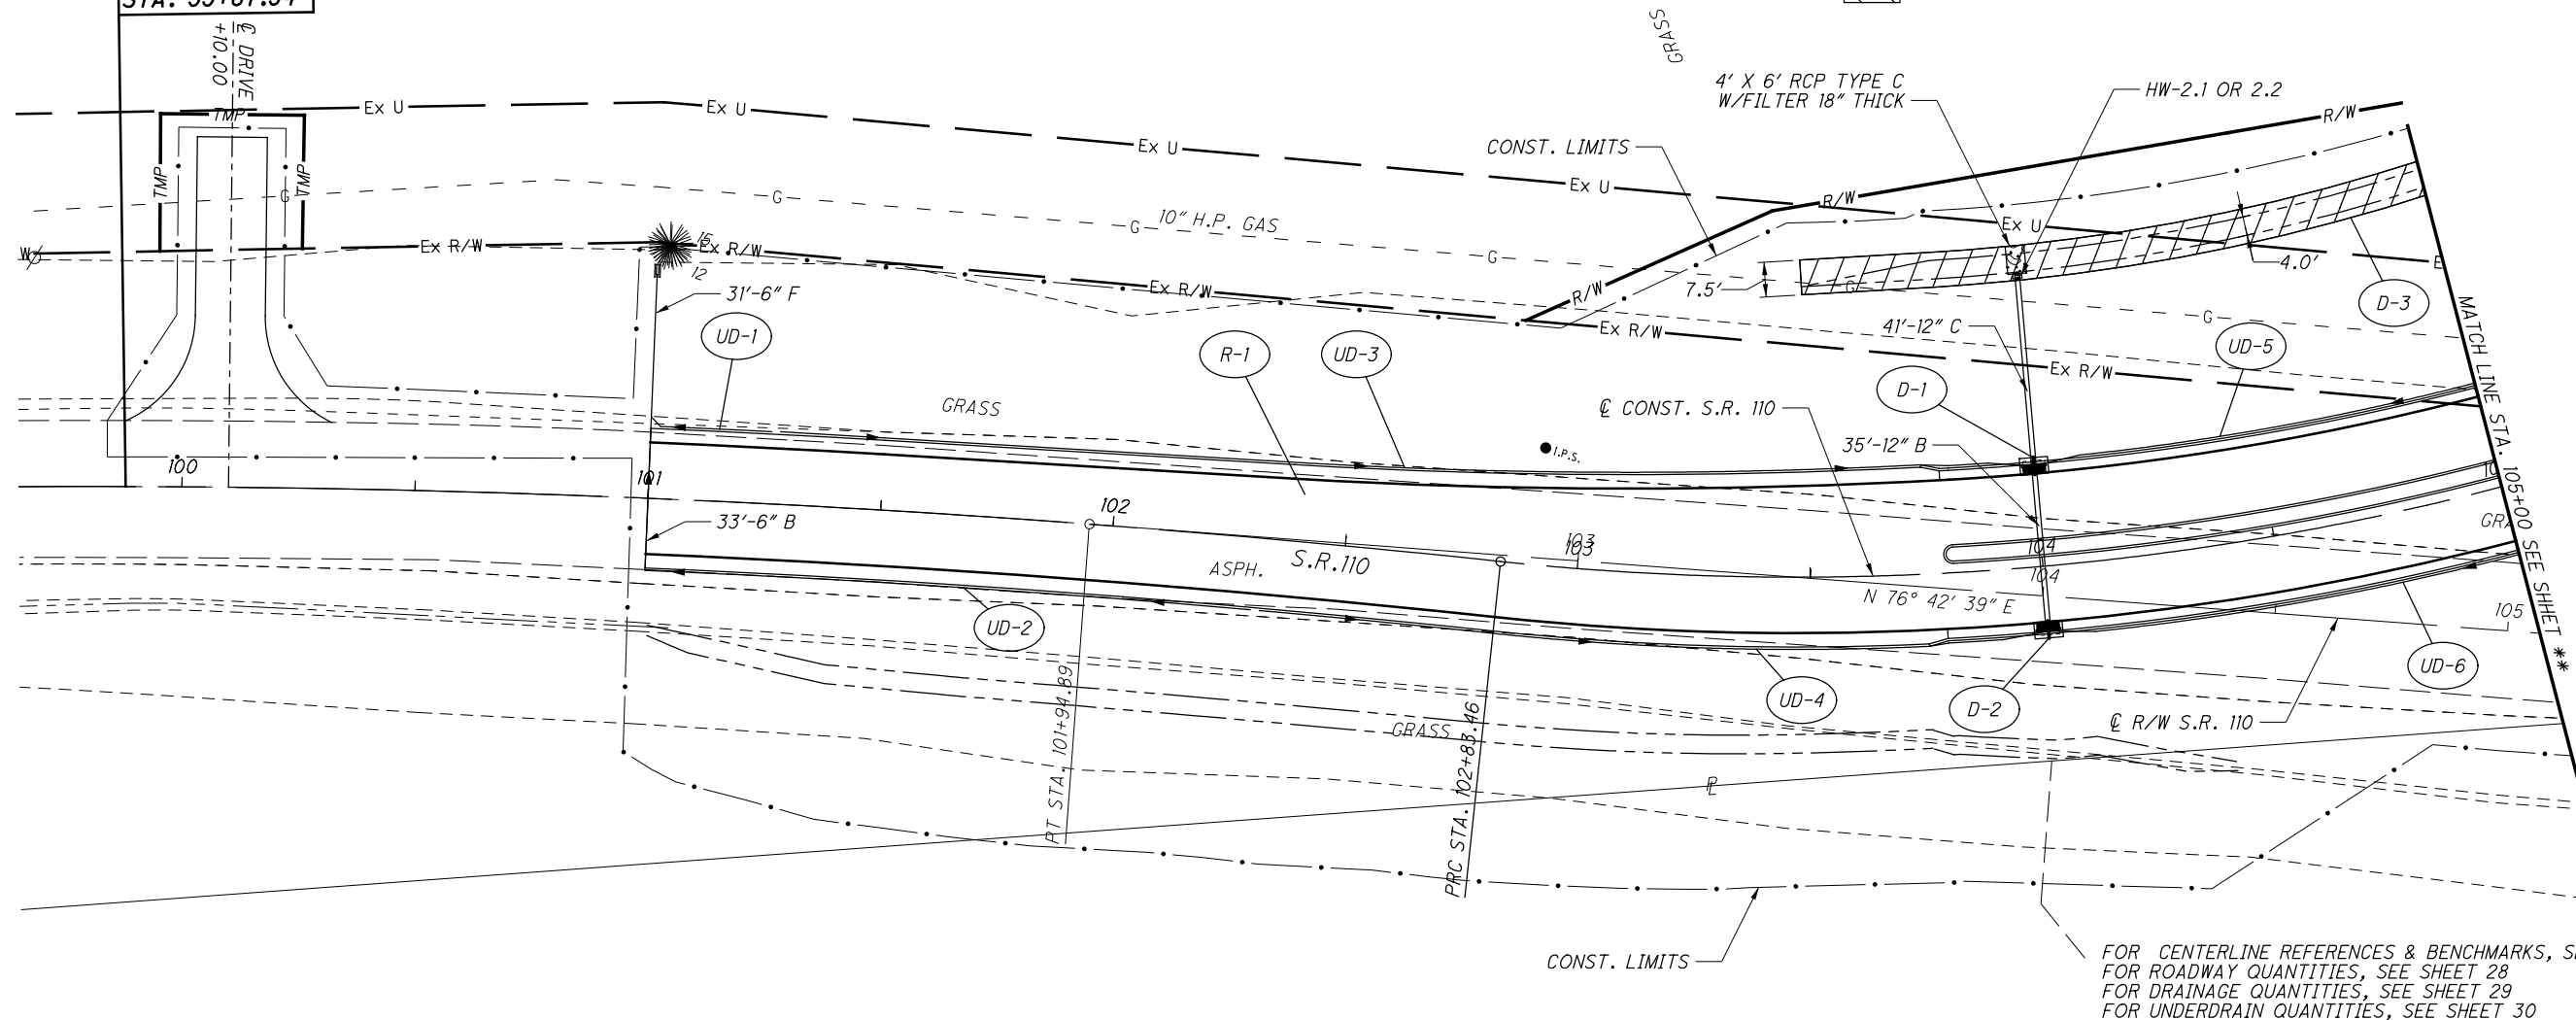 ℄ DRIVE
+10.00
TMP
TMP
TMP
Ex U
Ex U
Ex U
Ex U
Ex U
GRASS
4' X 6' RCP TYPE C
W/FILTER 18" THICK
HW-2.1 OR 2.2
CONST. LIMITS
R/W
R/W
R/W
G
G
G
G
G
G
10" H.P. GAS
W
Ex R/W
Ex R/W
Ex R/W
Ex R/W
Ex R/W
15
12
31'-6" F
7.5'
4.0'
D-3
UD-1
R-1
UD-3
41'-12" C
UD-5
D-1
GRASS
℄ CONST. S.R. 110
35'-12" B
I.P.S.
MATCH LINE STA. 105+00 SEE SHHET **
100
101
102
103
103
104
104
105
33'-6" B
S.R.110
ASPH.
N 76° 42' 39" E
UD-2
UD-4
D-2
UD-6
PT STA. 101+94.89
PRC STA. 102+83.46
GRASS
℄ R/W S.R. 110
PL
CONST. LIMITS
FOR CENTERLINE REFERENCES & BENCHMARKS,
FOR ROADWAY QUANTITIES, SEE SHEET 28
FOR DRAINAGE QUANTITIES, SEE SHEET 29
FOR UNDERDRAIN QUANTITIES, SEE SHEET 30